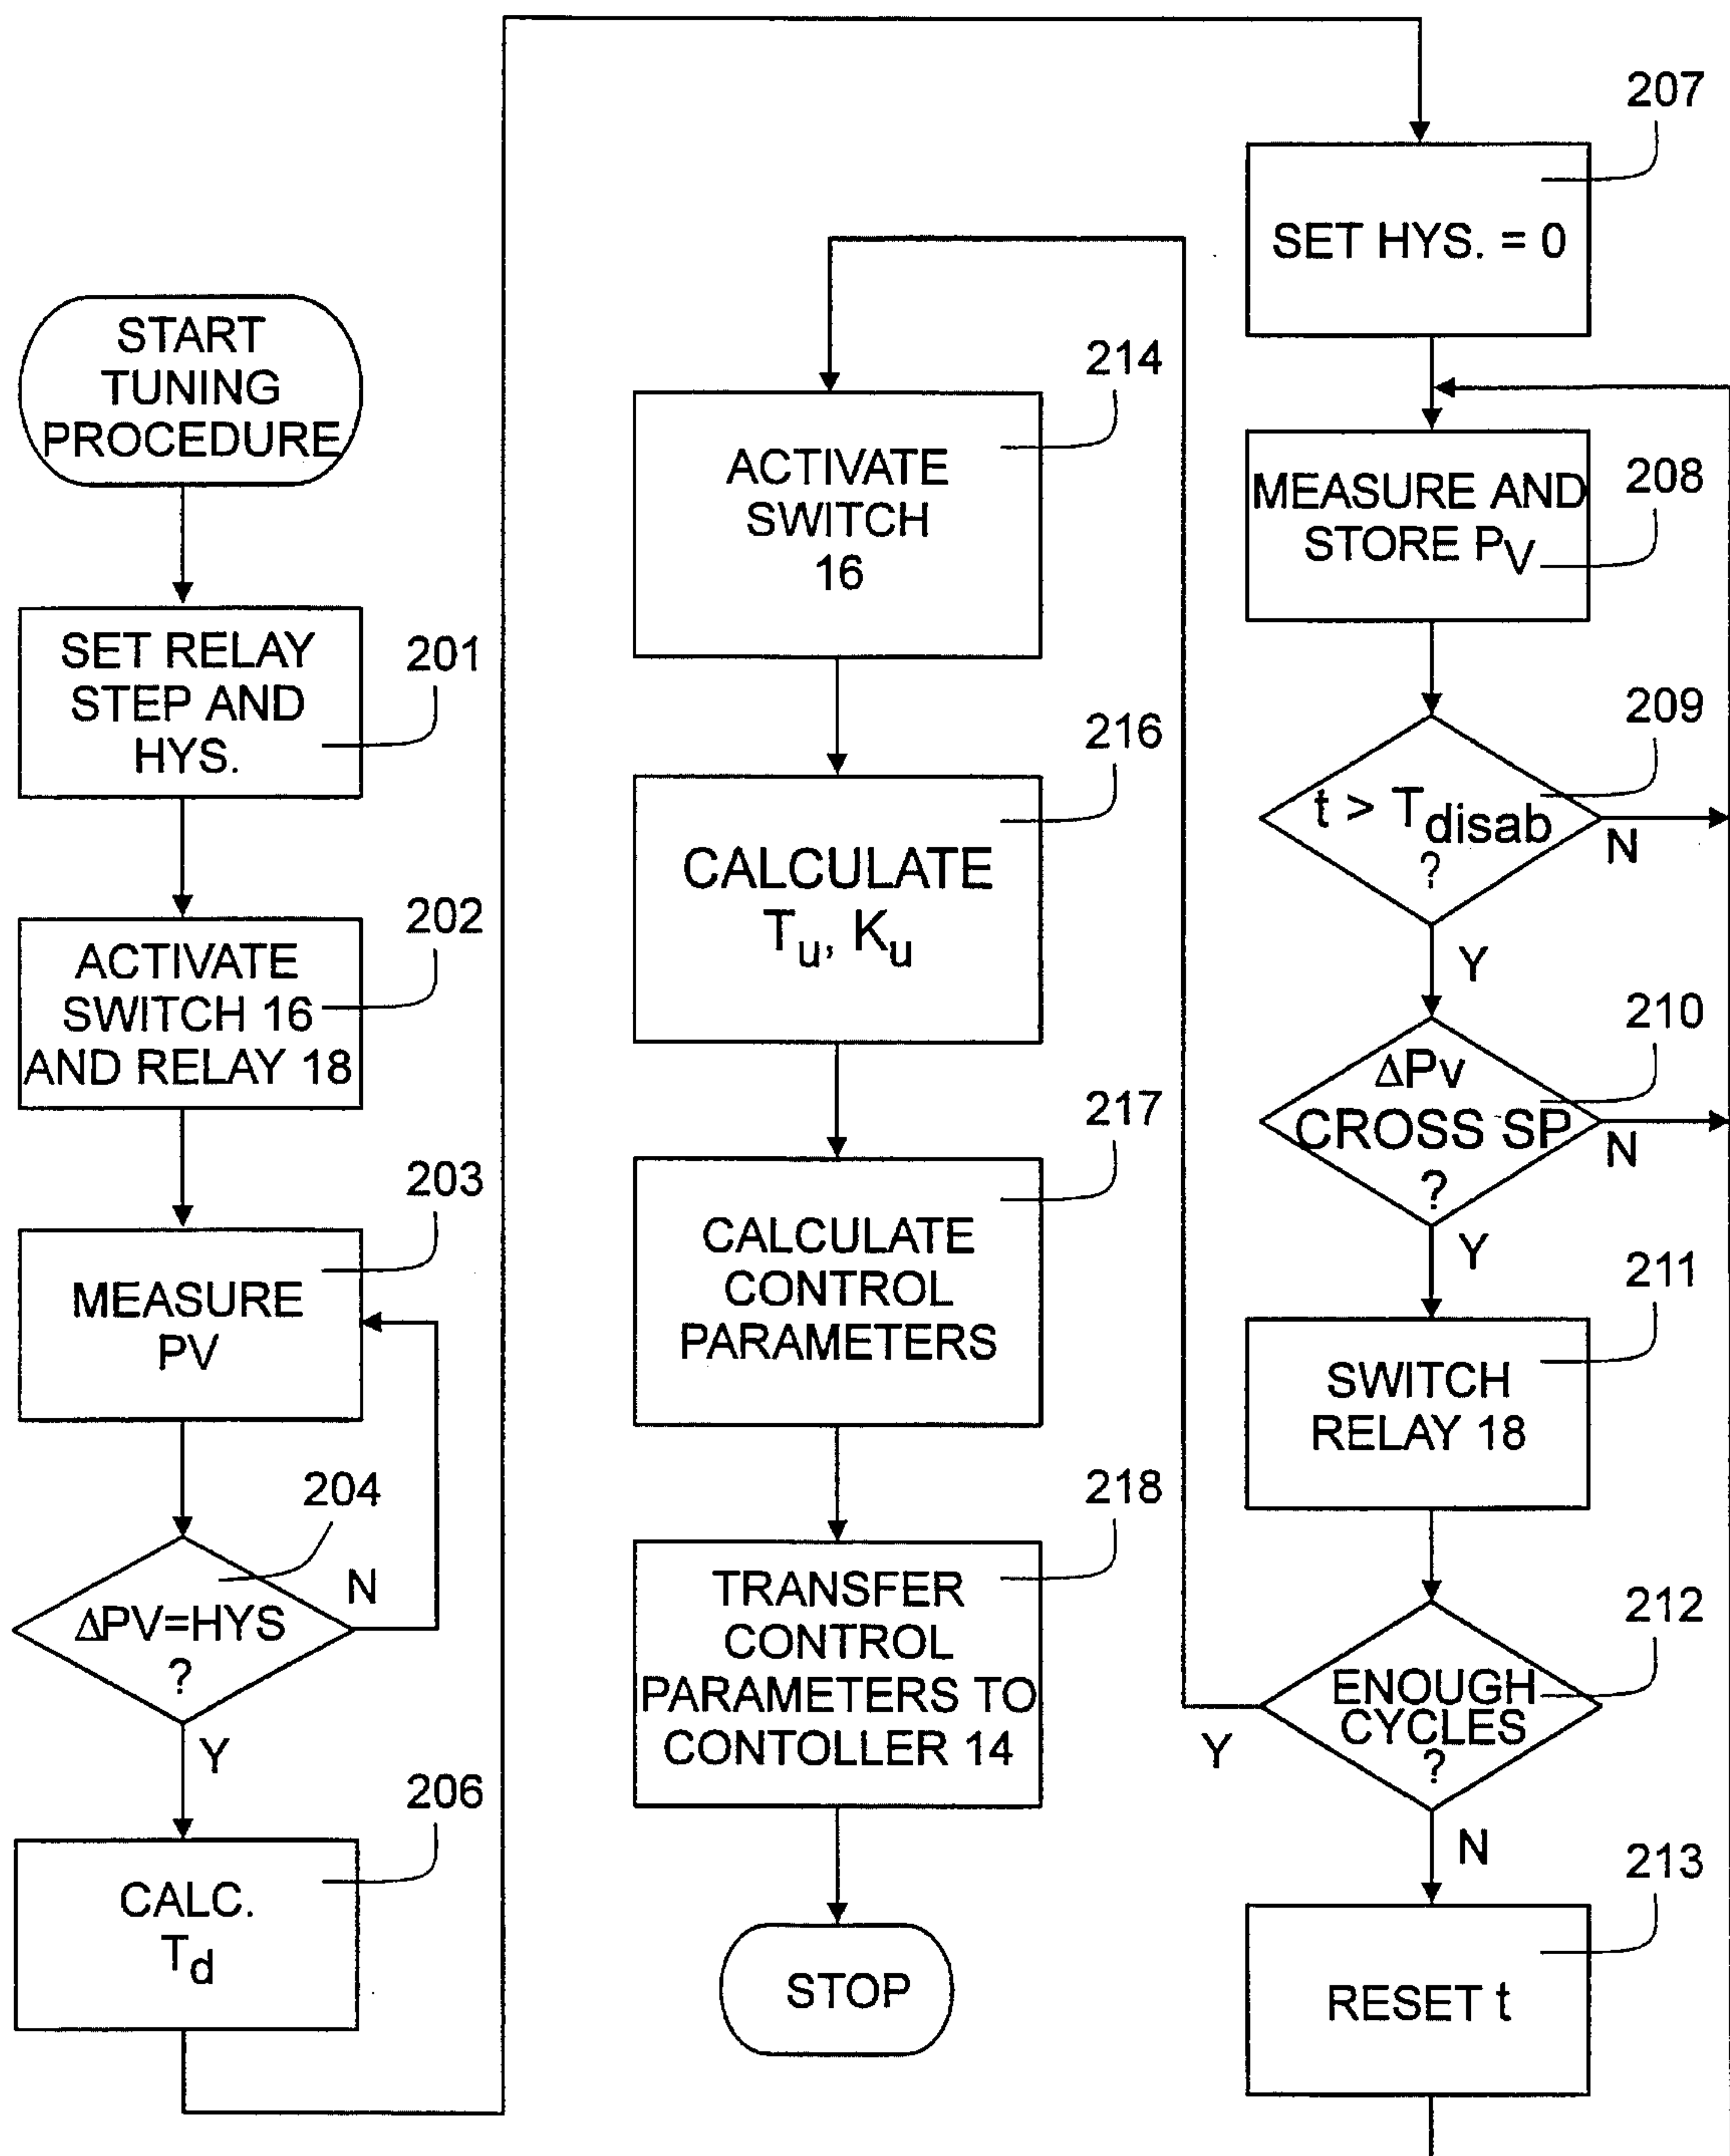 START
TUNING
PROCEDURE
SET RELAY
STEP AND
HYS.
201
ACTIVATE
SWITCH 16
AND RELAY 18
202
MEASURE
PV
203
ΔPV=HYS
?
204
N
Y
CALC.
Td
206
SET HYS. = 0
207
MEASURE AND
STORE PV
208
t > Tdisab
?
209
N
Y
ΔPv
CROSS SP
?
210
N
Y
SWITCH
RELAY 18
211
ENOUGH
CYCLES
?
212
Y
N
RESET t
213
ACTIVATE
SWITCH
16
214
CALCULATE
Tu, Ku
216
CALCULATE
CONTROL
PARAMETERS
217
TRANSFER
CONTROL
PARAMETERS TO
CONTOLLER 14
218
STOP